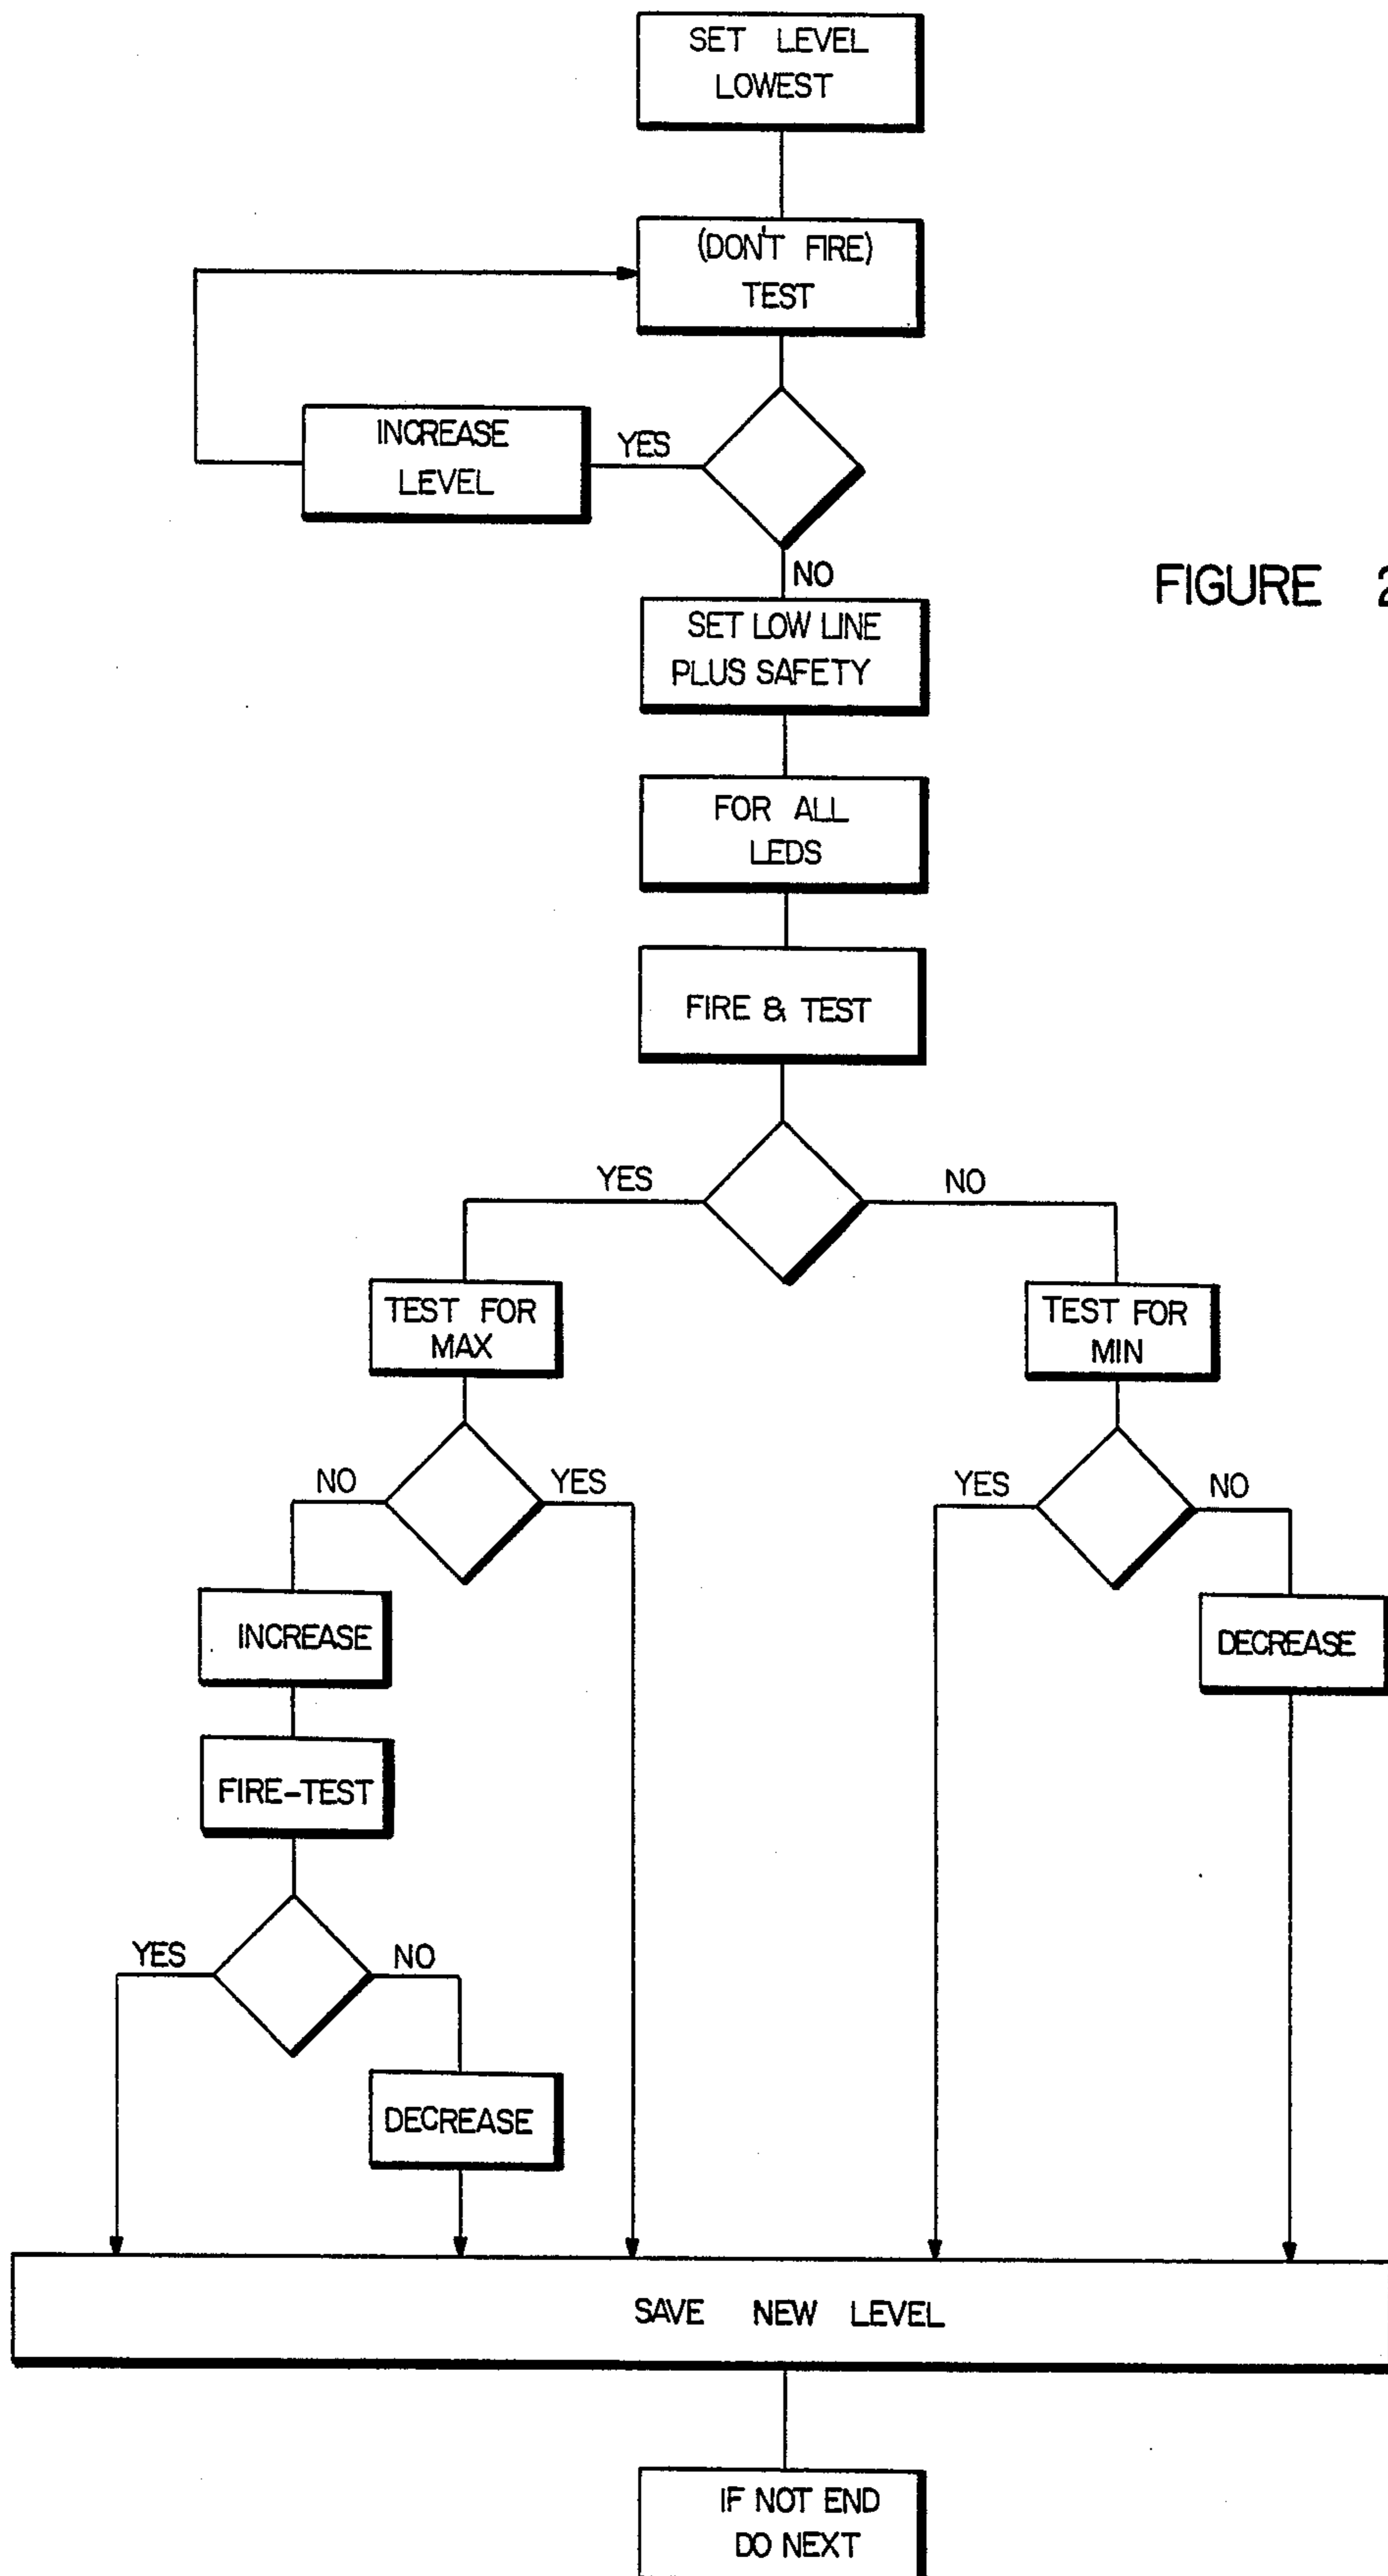 SET LEVEL
LOWEST
(DON'T FIRE)
TEST
INCREASE
LEVEL
YES
NO
FIGURE 2
SET LOW LINE
PLUS SAFETY
FOR ALL
LEDS
FIRE & TEST
YES
NO
TEST FOR
MAX
TEST FOR
MIN
NO
YES
YES
NO
INCREASE
DECREASE
FIRE-TEST
YES
NO
DECREASE
SAVE NEW LEVEL
IF NOT END
DO NEXT